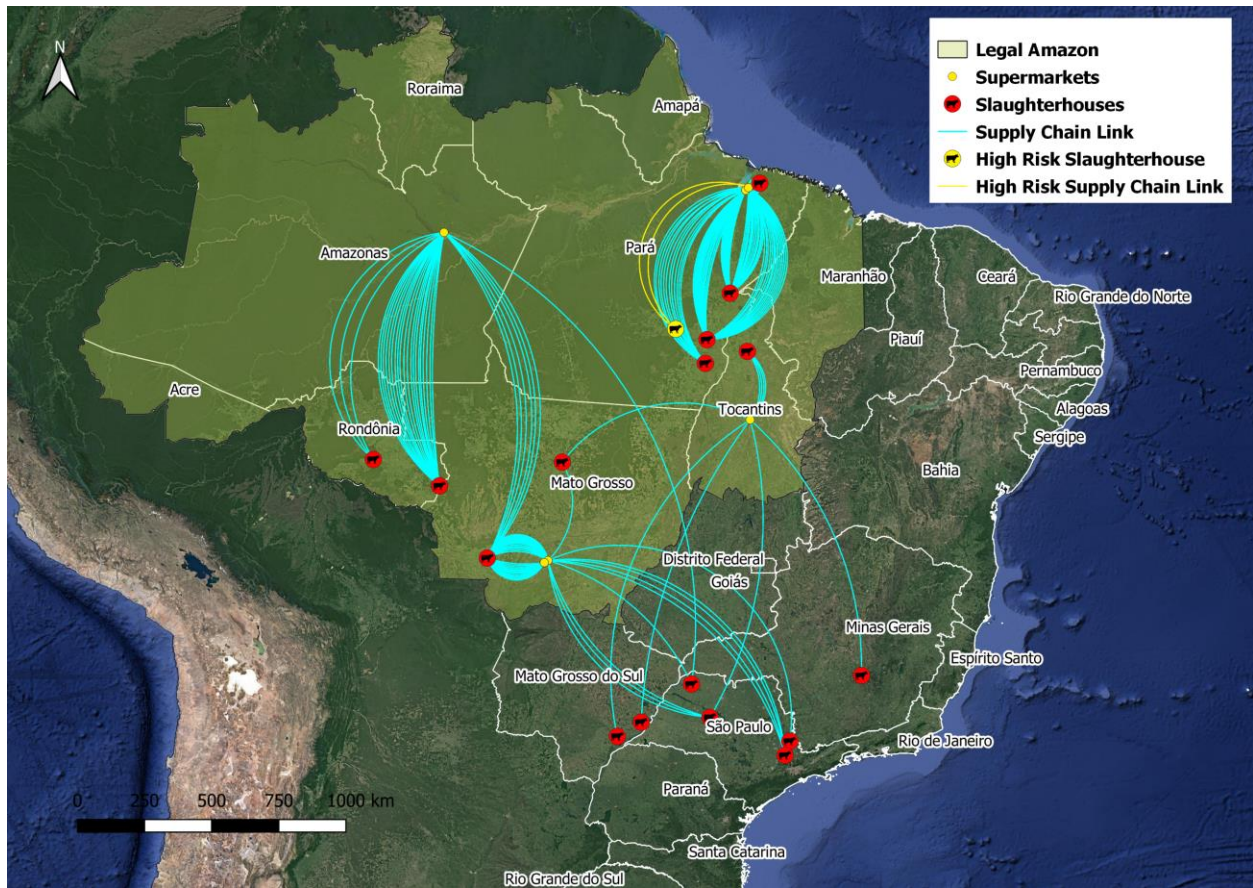 N
Legal Amazon
Supermarkets
Slaughterhouses
Supply Chain Link
High Risk Slaughterhouse
High Risk Supply Chain Link
Roraima
Amapá
Amazonas
Pará
Maranhão
Ceará
Rio Grande do Norte
Piauí
Pernambuco
Acre
Alagoas
Tocantins
Rondônia
Sergipe
Bahia
Mato Grosso
Distrito Federal
Goiás
Minas Gerais
Espírito Santo
Mato Grosso do Sul
São Paulo
Rio de Janeiro
Paraná
0 250 500 750 1000 km
Santa Catarina
Rio Grande do Sul